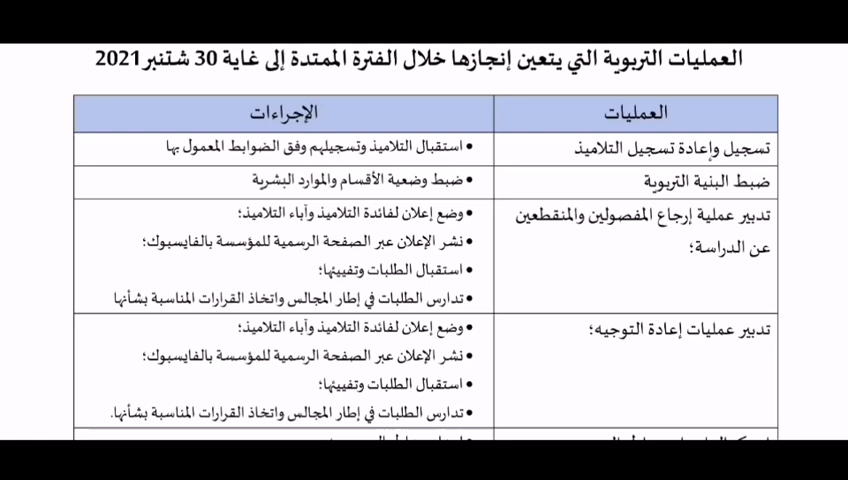 العمليات التربوية التي يتعين إنجازها خلال الفترة الممتدة إلى غاية 30 شتنبر 2021
العمليات
الإجراءات
تسجيل وإعادة تسجيل التلاميذ
• استقبال التلاميذ وتسجيلهم وفق الضوابط المعمول بها
ضبط البنية التربوية
• ضبط وضعية الأقسام والموارد البشرية
تدبير عملية إرجاع المفصولين والمنقطعين
عن الدراسة؛
• وضع إعلان لفائدة التلاميذ وآباء التلاميذ؛
• نشر الإعلان عبر الصفحة الرسمية للمؤسسة بالفايسبوك؛
• استقبال الطلبات وتفييئها؛
• تدارس الطلبات في إطار المجالس واتخاذ القرارات المناسبة بشأنها
تدبير عمليات إعادة التوجيه؛
• وضع إعلان لفائدة التلاميذ وآباء التلاميذ؛
• نشر الإعلان عبر الصفحة الرسمية للمؤسسة بالفايسبوك؛
• استقبال الطلبات وتفييئها؛
• تدارس الطلبات في إطار المجالس واتخاذ القرارات المناسبة بشأنها.